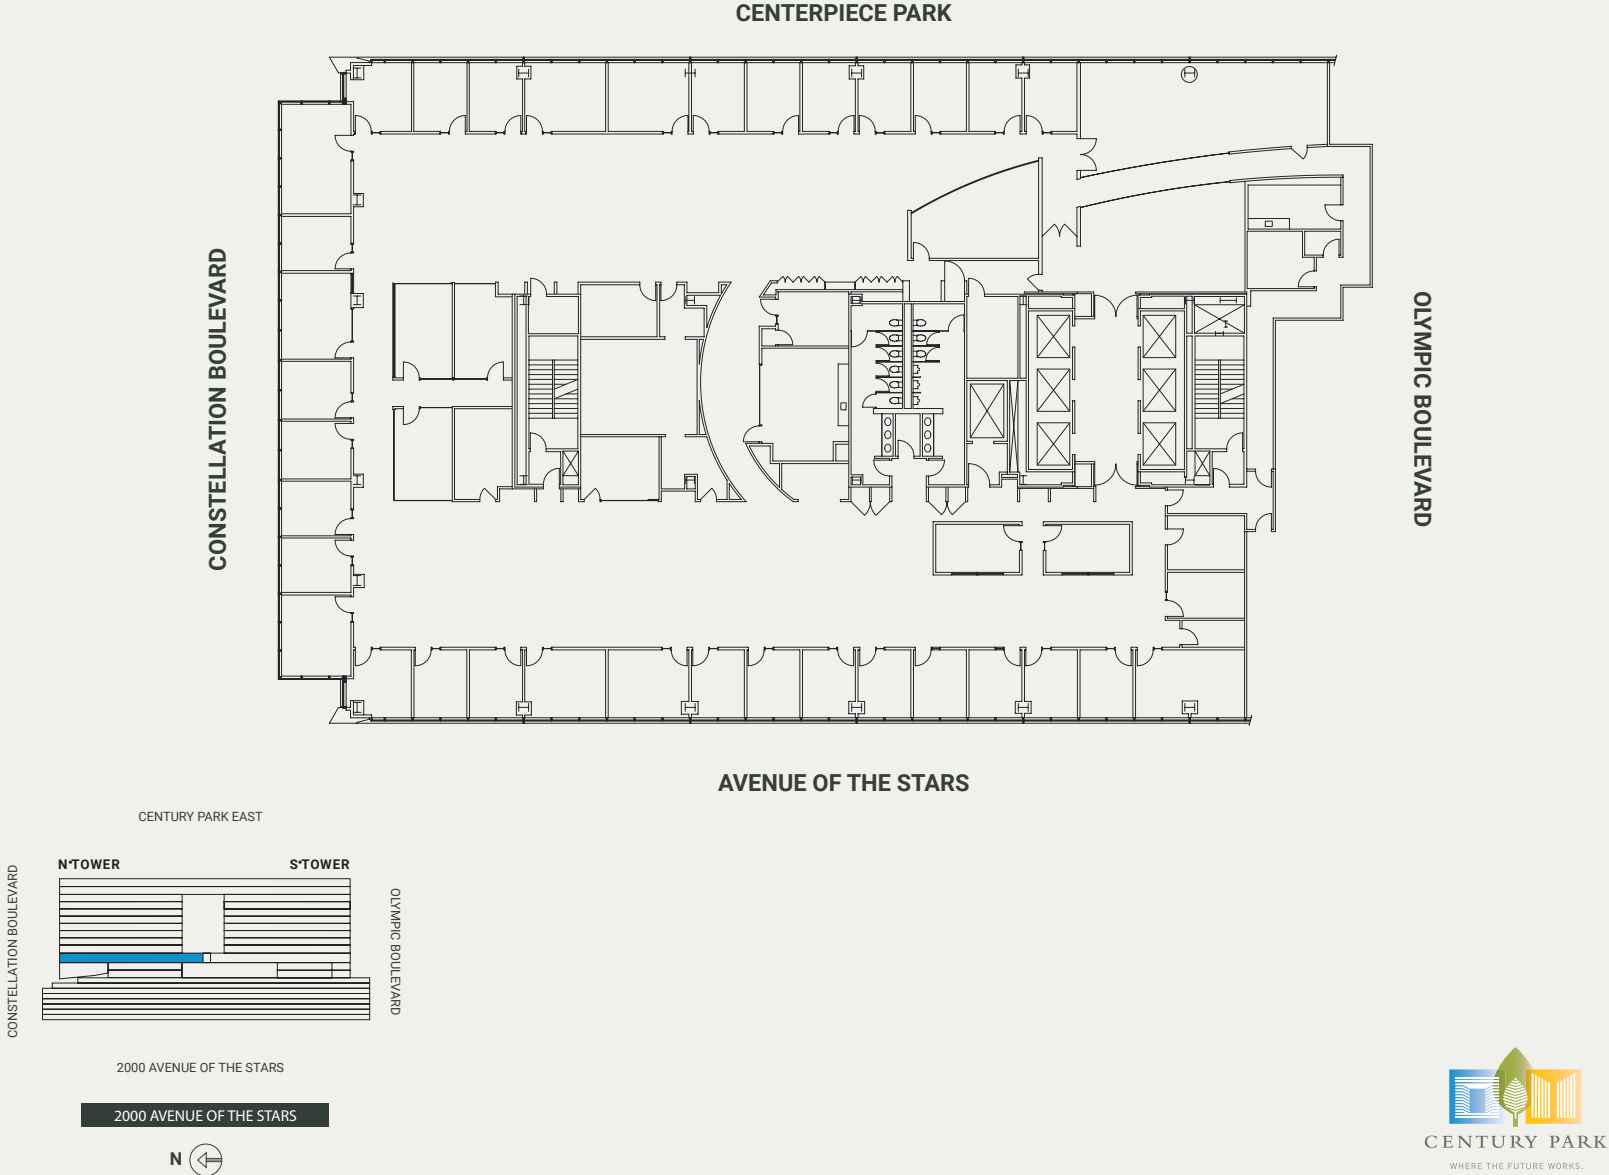 CENTERPIECE PARK
CONSTELLATION BOULEVARD
OLYMPIC BOULEVARD
AVENUE OF THE STARS
CENTURY PARK EAST
N•TOWER
S•TOWER
CONSTELLATION BOULEVARD
OLYMPIC BOULEVARD
2000 AVENUE OF THE STARS
2000 AVENUE OF THE STARS
N
CENTURY PARK
WHERE THE FUTURE WORKS.